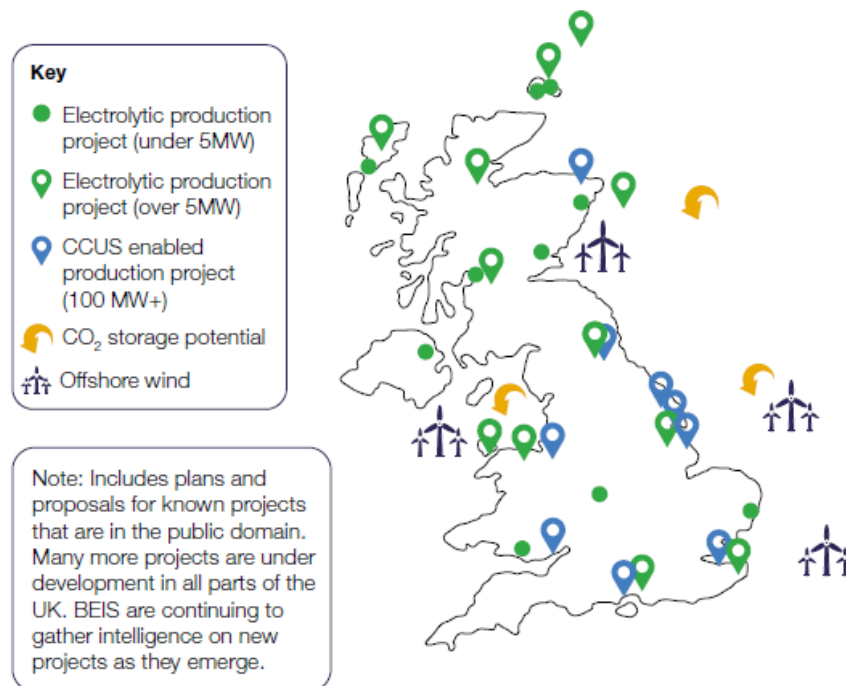 Key
Electrolytic production
project (under 5MW)
Electrolytic production
project (over 5MW)
CCUS enabled
production project
(100 MW+)
CO₂ storage potential
Offshore wind
Note: Includes plans and
proposals for known projects
that are in the public domain.
Many more projects are under
development in all parts of the
UK. BEIS are continuing to
gather intelligence on new
projects as they emerge.